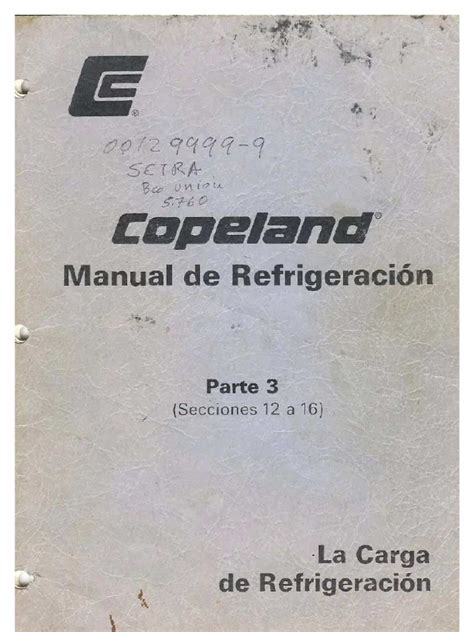 ®
00129999-9
SETRA
Bco Union
5.760
Copeland®
Manual de Refrigeración
Parte 3
(Secciones 12 a 16)
La Carga
de Refrigeración